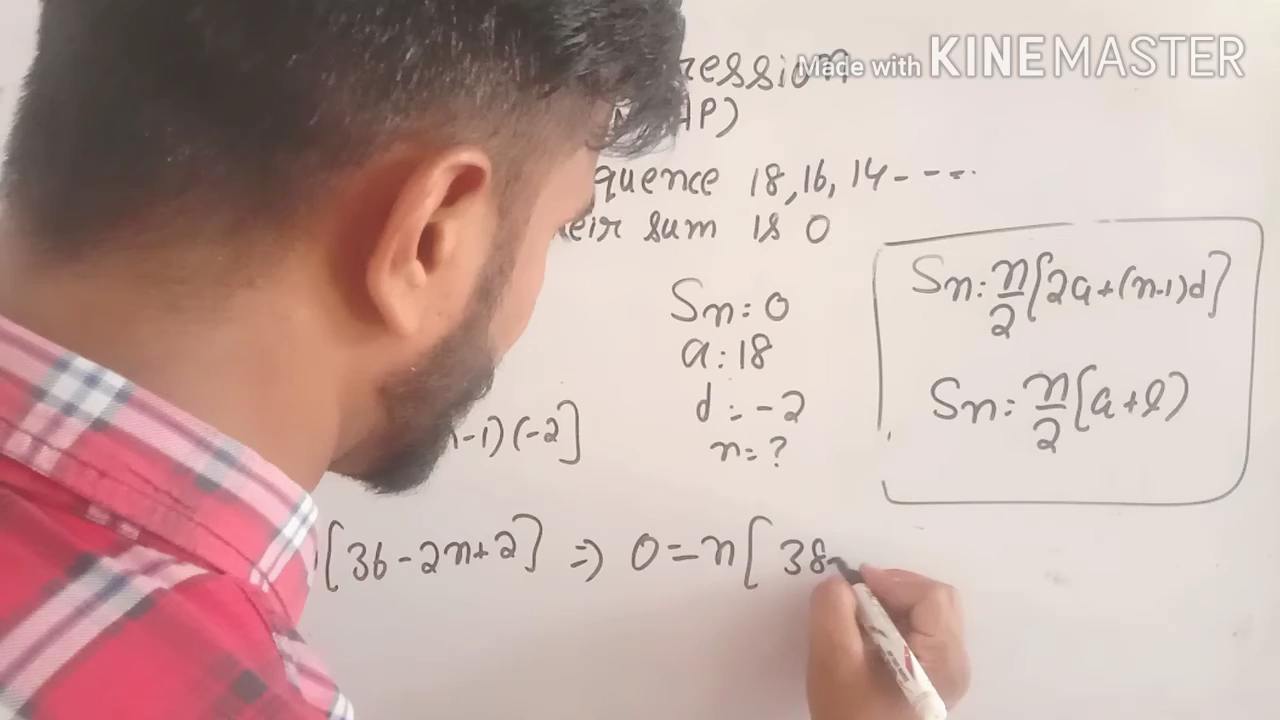 Made with KINEMASTER
ression
AP)
quence 18, 16, 14----
eir sum is 0
Sn = 0
a = 18
d = -2
n = ?
Sn = n/2 [2a + (n-1)d]
Sn = n/2 [a + l)
-1) (-2]
[36 - 2n + 2] => 0 = n [ 38